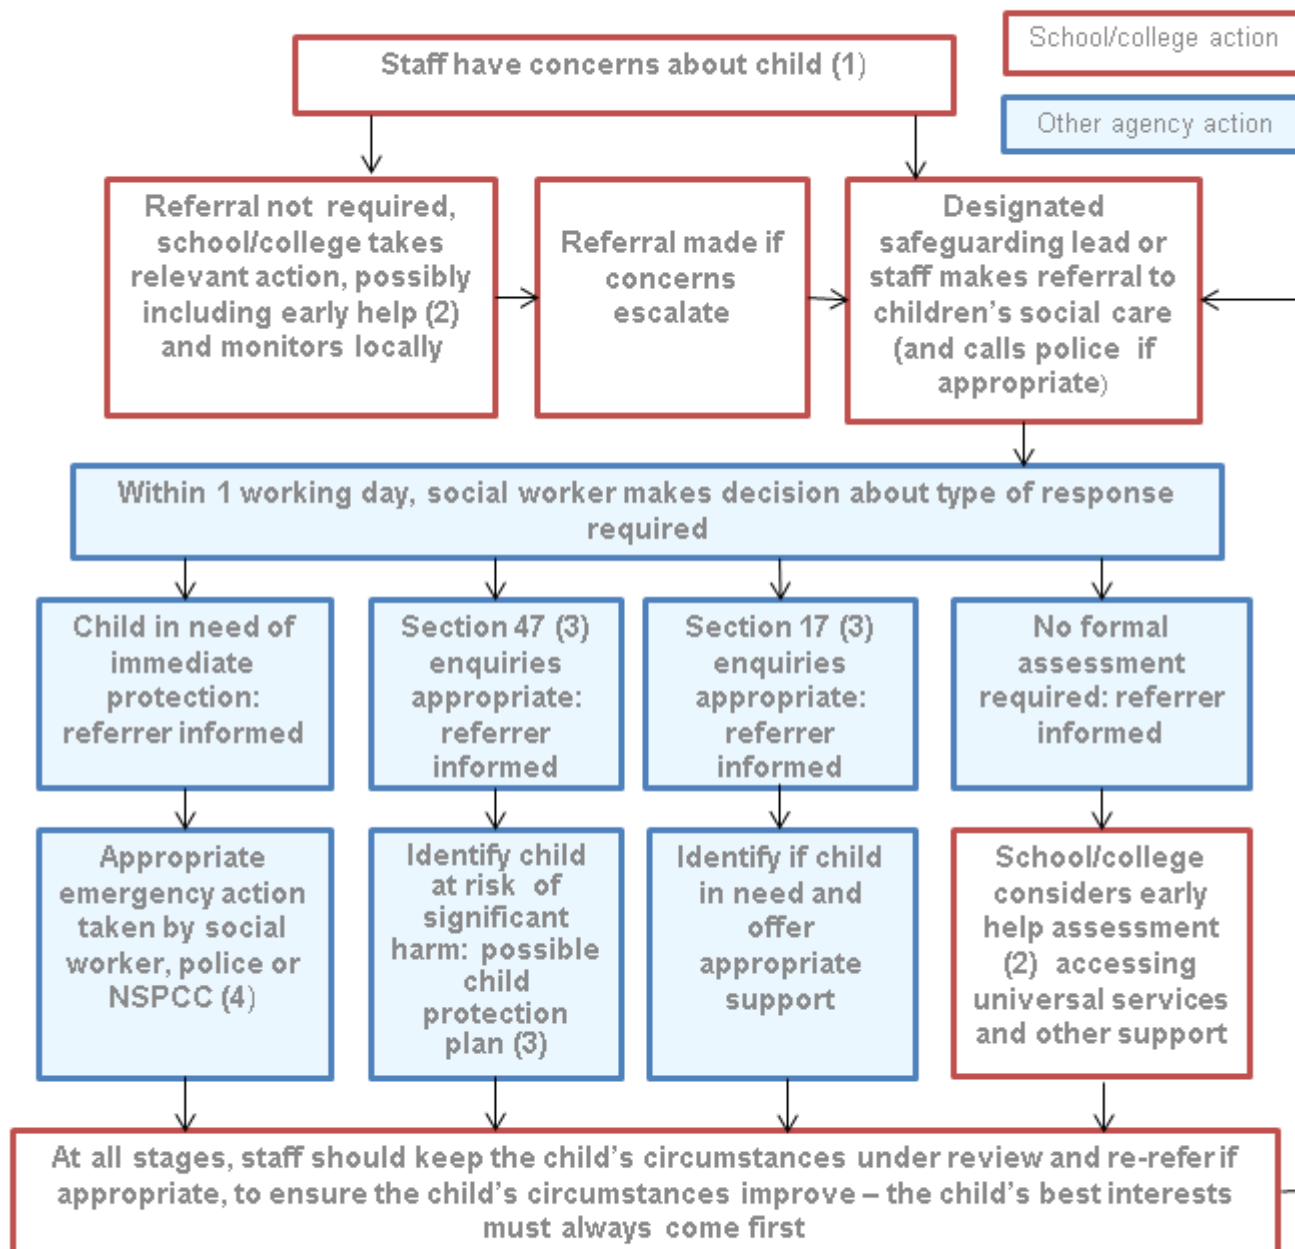 School/college action
Staff have concerns about child (1)
Other agency action
Referral not required,
school/college takes
relevant action, possibly
including early help (2)
and monitors locally
Referral made if
concerns
escalate
Designated
safeguarding lead or
staff makes referral to
children’s social care
(and calls police if
appropriate)
Within 1 working day, social worker makes decision about type of response
required
Child in need of
immediate
protection:
referrer informed
Section 47 (3)
enquiries
appropriate:
referrer
informed
Section 17 (3)
enquiries
appropriate:
referrer
informed
No formal
assessment
required: referrer
informed
Appropriate
emergency action
taken by social
worker, police or
NSPCC (4)
Identify child
at risk of
significant
harm: possible
child
protection
plan (3)
Identify if child
in need and
offer
appropriate
support
School/college
considers early
help assessment
(2) accessing
universal services
and other support
At all stages, staff should keep the child’s circumstances under review and re-refer if
appropriate, to ensure the child’s circumstances improve – the child’s best interests
must always come first